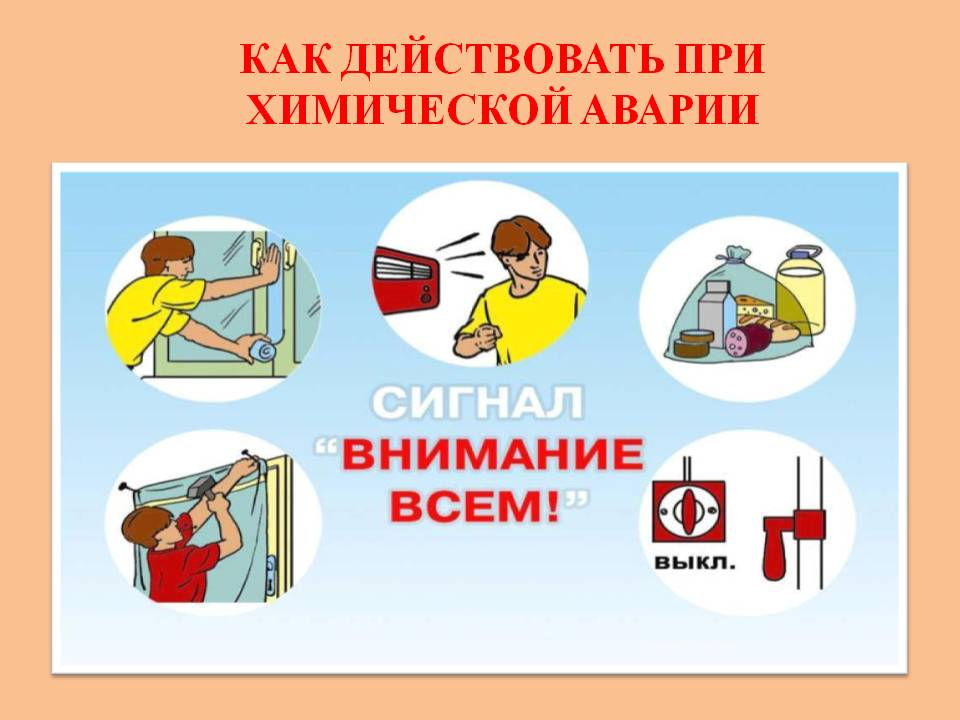 КАК ДЕЙСТВОВАТЬ ПРИ
ХИМИЧЕСКОЙ АВАРИИ
СИГНАЛ
“ВНИМАНИЕ
ВСЕМ!”
ВЫКЛ.